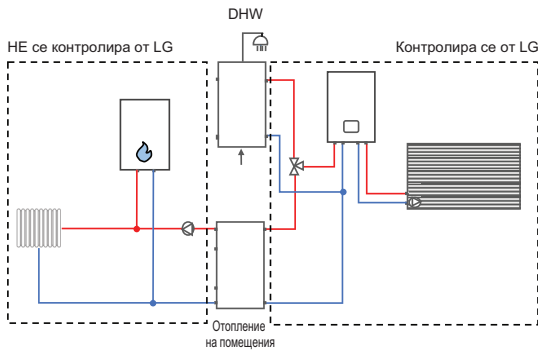 DHW
НЕ се контролира от LG
Контролира се от LG
Отопление
на помещения